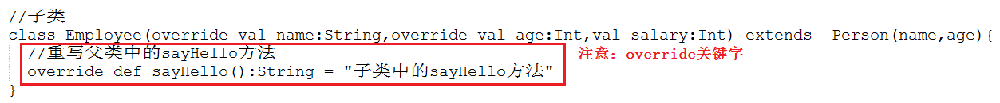 //子类
class Employee(override val name:String,override val age:Int,val salary:Int) extends  Person(name,age){
//重写父类中的sayHello方法 注意：override关键字
override def sayHello():String = "子类中的sayHello方法"
}